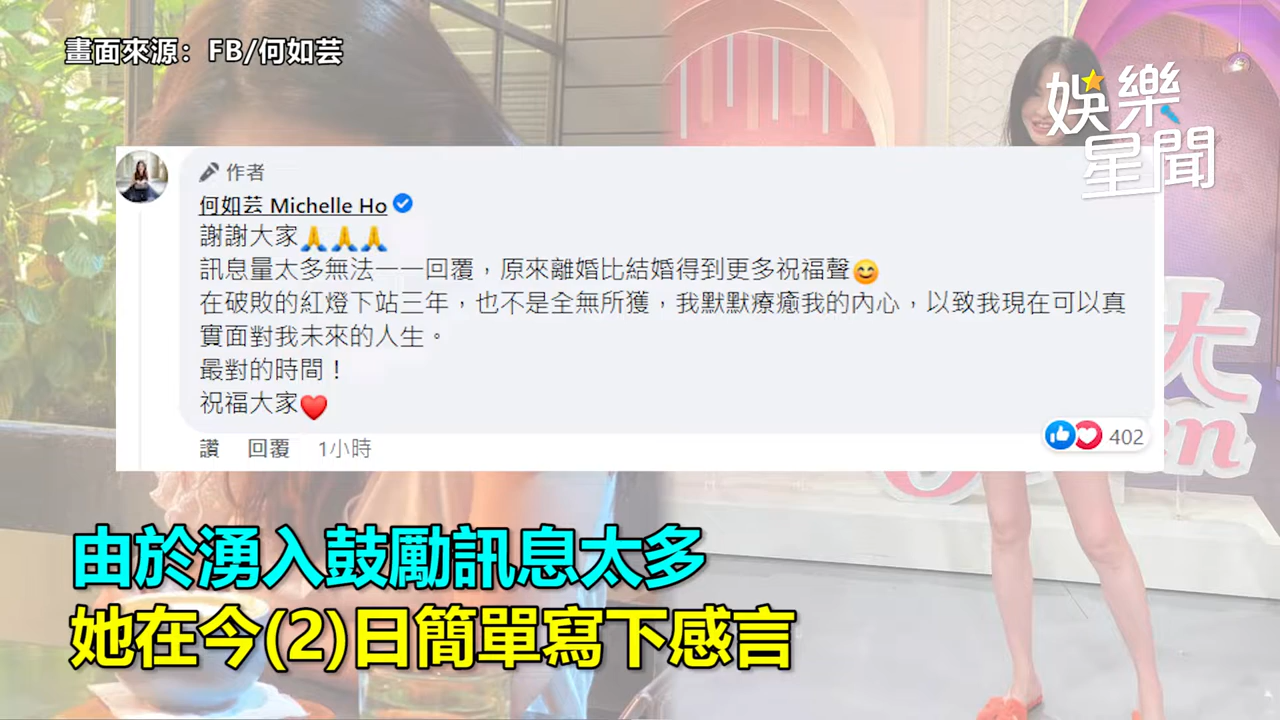 畫面來源：FB/何如芸
娛樂
星聞
作者
何如芸 Michelle Ho
謝謝大家🙏🙏🙏
訊息量太多無法一一回覆，原來離婚比結婚得到更多祝福聲😊
在破敗的紅燈下站三年，也不是全無所獲，我默默療癒我的內心，以致我現在可以真
實面對我未來的人生。
最對的時間！
祝福大家❤️
讚 回覆 1小時
402
大
由於湧入鼓勵訊息太多
她在今(2)日簡單寫下感言